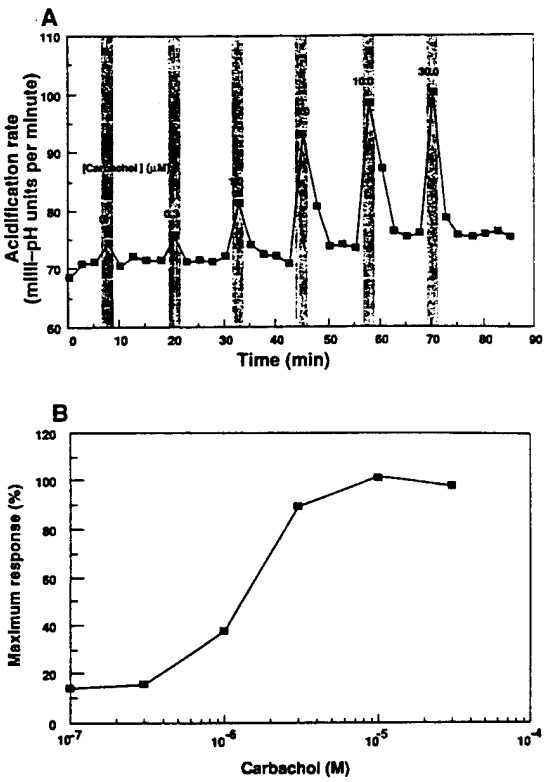 A
Acidification rate
(milli–pH units per minute)
110
100
90
80
70
60
[Carbachol] (μM)
10.0
30.0
0 10 20 30 40 50 60 70 80 90
Time (min)
B
Maximum response (%)
120
100
80
60
40
20
0
10-7 10-6 10-5 10-4
Carbachol (M)